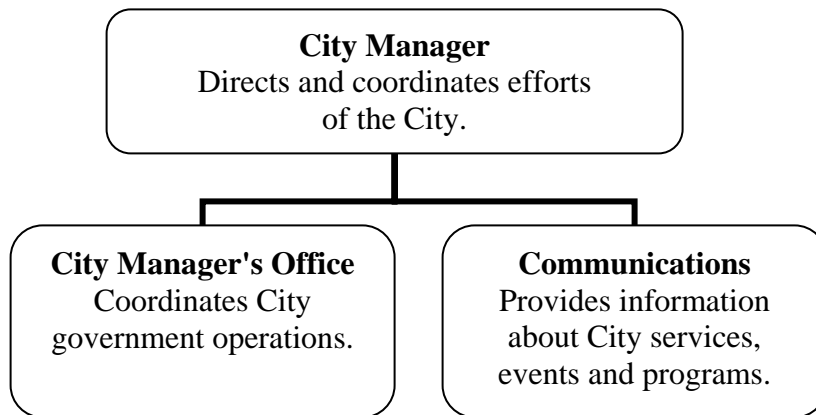 City Manager
Directs and coordinates efforts
of the City.
City Manager's Office
Coordinates City
government operations.
Communications
Provides information
about City services,
events and programs.